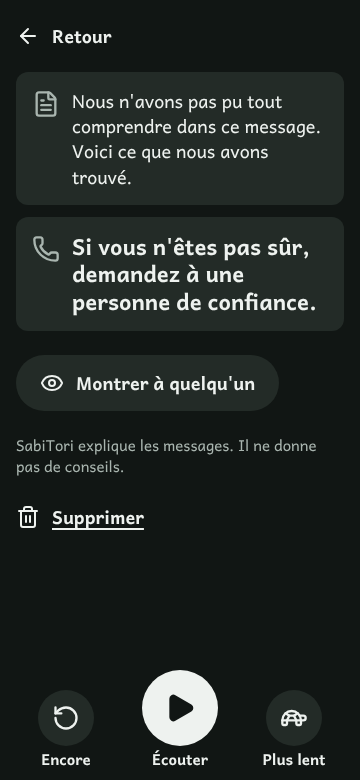 Retour
Nous n'avons pas pu tout
comprendre dans ce message.
Voici ce que nous avons
trouvé.
Si vous n'êtes pas sûr,
demandez à une
personne de confiance.
Montrer à quelqu'un
SabiTori explique les messages. Il ne donne
pas de conseils.
Supprimer
Encore
Écouter
Plus lent